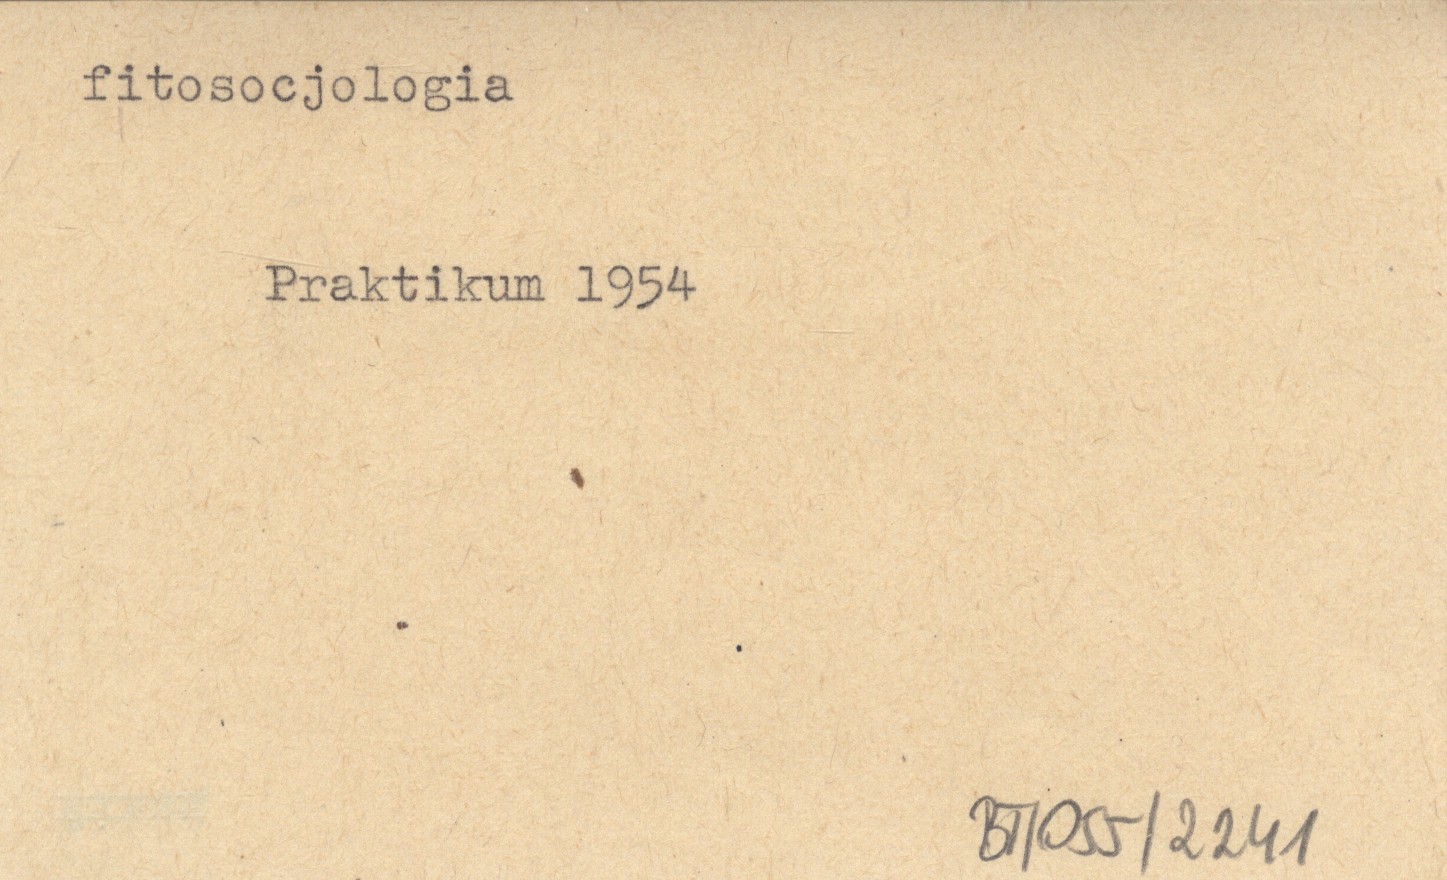 fitosocjologia
Praktikum 1954
BT/055/2241